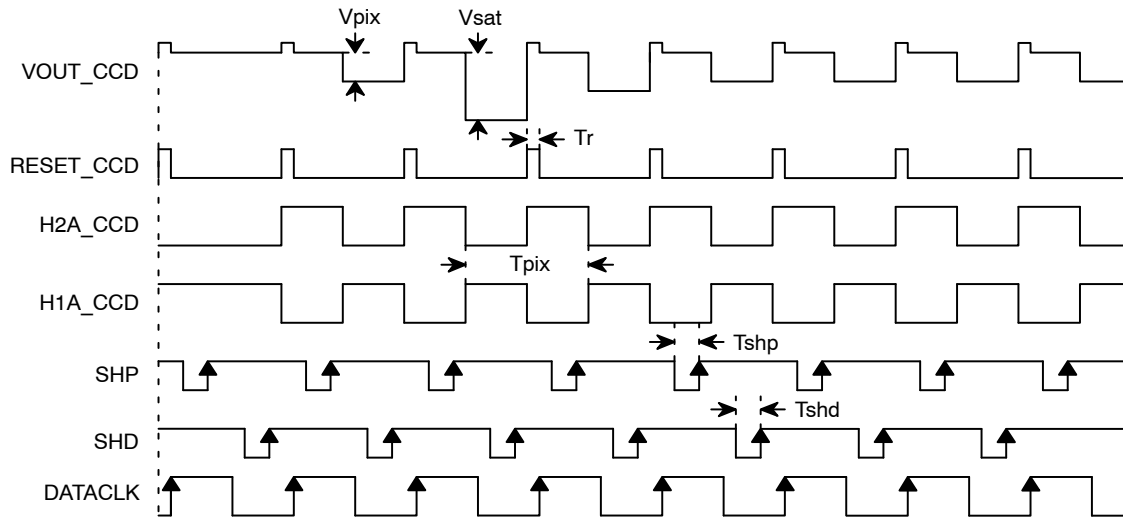 Vpix
Vsat
VOUT_CCD
Tr
RESET_CCD
H2A_CCD
Tpix
H1A_CCD
Tshp
SHP
Tshd
SHD
DATACLK